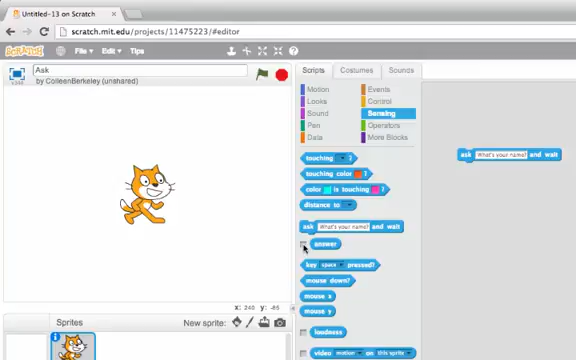 Untitled-13 on Scratch
scratch.mit.edu/projects/11475223/#editor
SCRATCH
File
Edit
Tips
Ask
by ColleenBerkeley (unshared)
Scripts
Costumes
Sounds
Motion
Events
Looks
Control
Sound
Sensing
Pen
Operators
Data
More Blocks
touching ?
touching color ?
color is touching ?
distance to
ask What's your name? and wait
answer
key space pressed?
mouse down?
mouse x
mouse y
loudness
video motion on this sprite
ask What's your name? and wait
x: 240 y: -85
Sprites
New sprite: